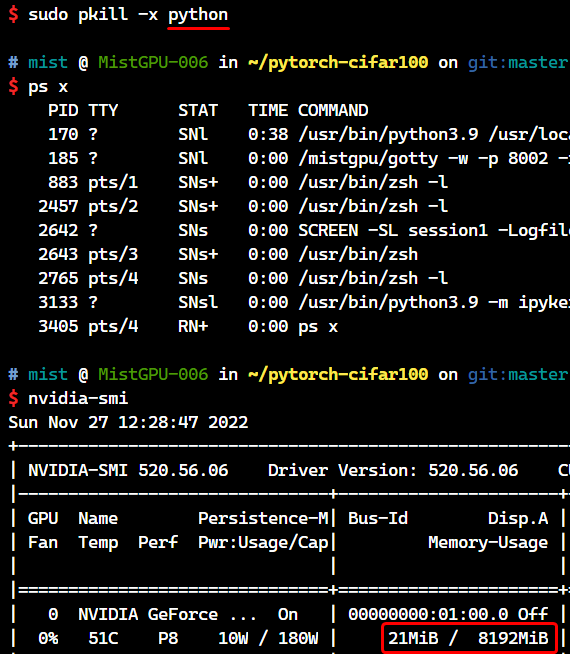 $ sudo pkill -x python
# mist @ MistGPU-006 in ~/pytorch-cifar100 on git:master
$ ps x
PID TTY STAT TIME COMMAND
170 ? SNl 0:38 /usr/bin/python3.9 /usr/loca
185 ? SNl 0:00 /mistgpu/gotty -w -p 8002 -
883 pts/1 SNs+ 0:00 /usr/bin/zsh -l
2457 pts/2 SNs+ 0:00 /usr/bin/zsh -l
2642 ? SNs 0:00 SCREEN -SL session1 -Logfile
2643 pts/3 SNs+ 0:00 /usr/bin/zsh
2765 pts/4 SNs 0:00 /usr/bin/zsh -l
3133 ? SNsl 0:00 /usr/bin/python3.9 -m ipyke
3405 pts/4 RN+ 0:00 ps x
# mist @ MistGPU-006 in ~/pytorch-cifar100 on git:master
$ nvidia-smi
Sun Nov 27 12:28:47 2022
+-----------------------------------------------------
| NVIDIA-SMI 520.56.06 Driver Version: 520.56.06 CU
|-------------------------------+----------------------+
| GPU Name Persistence-M| Bus-Id Disp.A |
| Fan Temp Perf Pwr:Usage/Cap| Memory-Usage |
| | |
|===============================+======================+
| 0 NVIDIA GeForce ... On | 00000000:01:00.0 Off |
| 0% 51C P8 10W / 180W | 21MiB / 8192MiB |